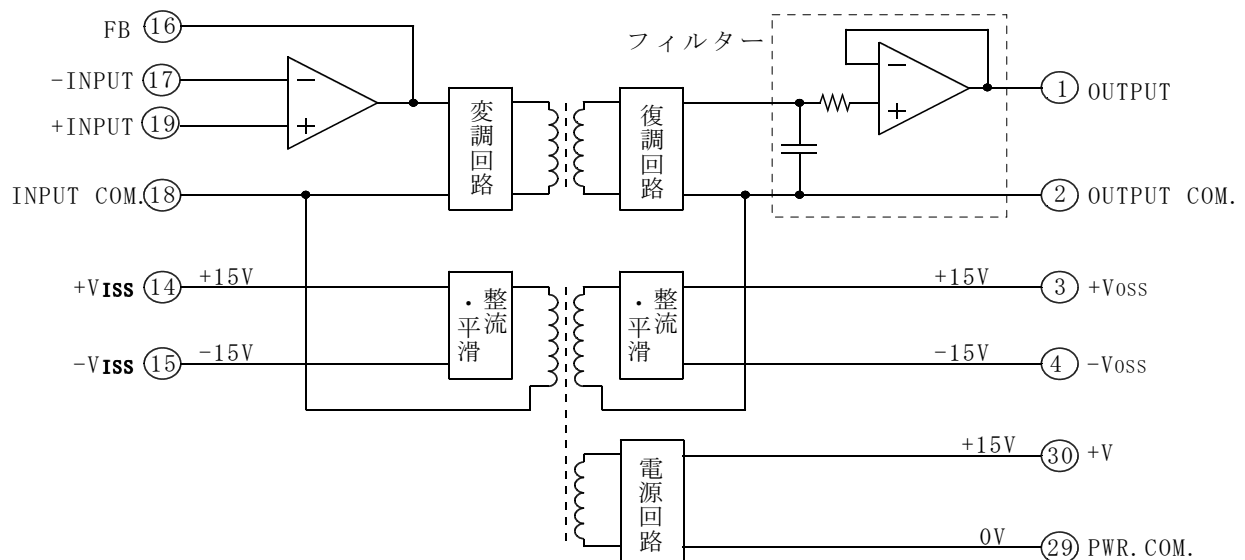 FB 16
-INPUT 17
+INPUT 19
INPUT COM. 18
変調回路
復調回路
フィルター
1 OUTPUT
2 OUTPUT COM.
+VISS 14 +15V
-VISS 15 -15V
整流・平滑
整流・平滑
+15V 3 +VOSS
-15V 4 -VOSS
電源回路
+15V 30 +V
0V 29 PWR.COM.